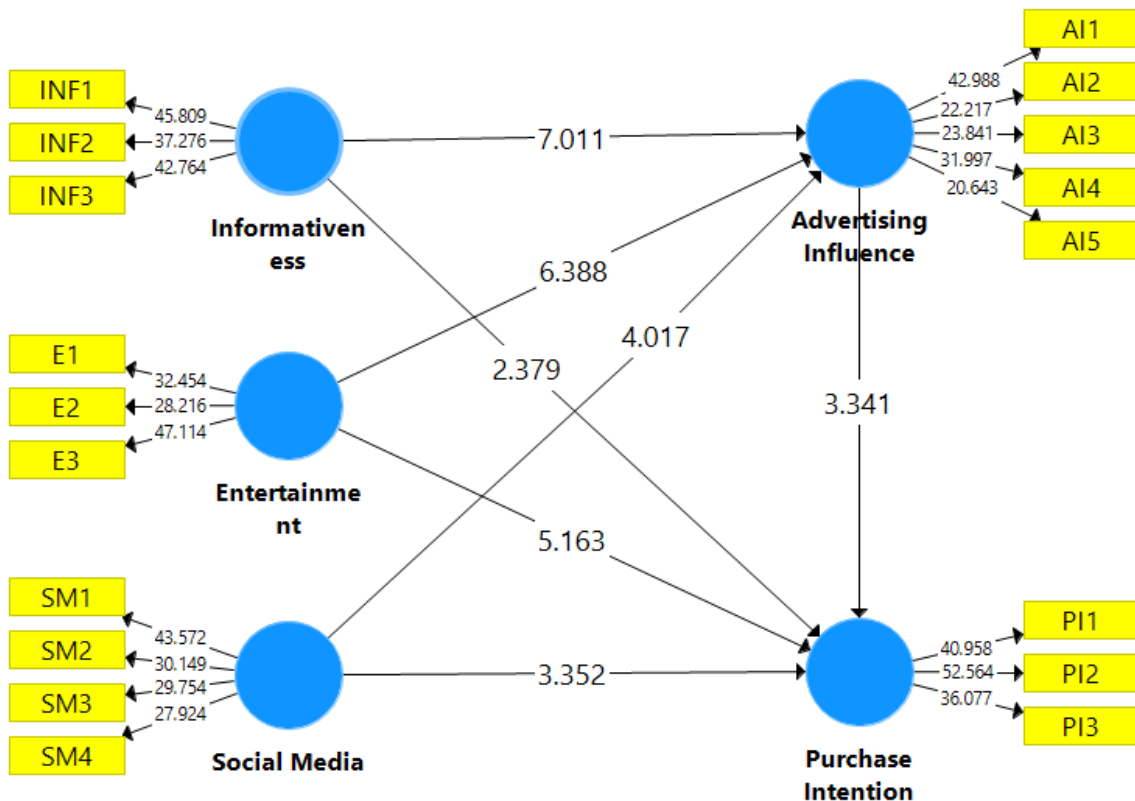 AI1
AI2
AI3
AI4
AI5
42.988
22.217
23.841
31.997
20.643
INF1
INF2
INF3
45.809
37.276
42.764
Informativen
ess
7.011
Advertising
Influence
6.388
4.017
2.379
3.341
E1
E2
E3
32.454
28.216
47.114
Entertainme
nt
5.163
SM1
SM2
SM3
SM4
43.572
30.149
29.754
27.924
Social Media
3.352
PI1
PI2
PI3
40.958
52.564
36.077
Purchase
Intention